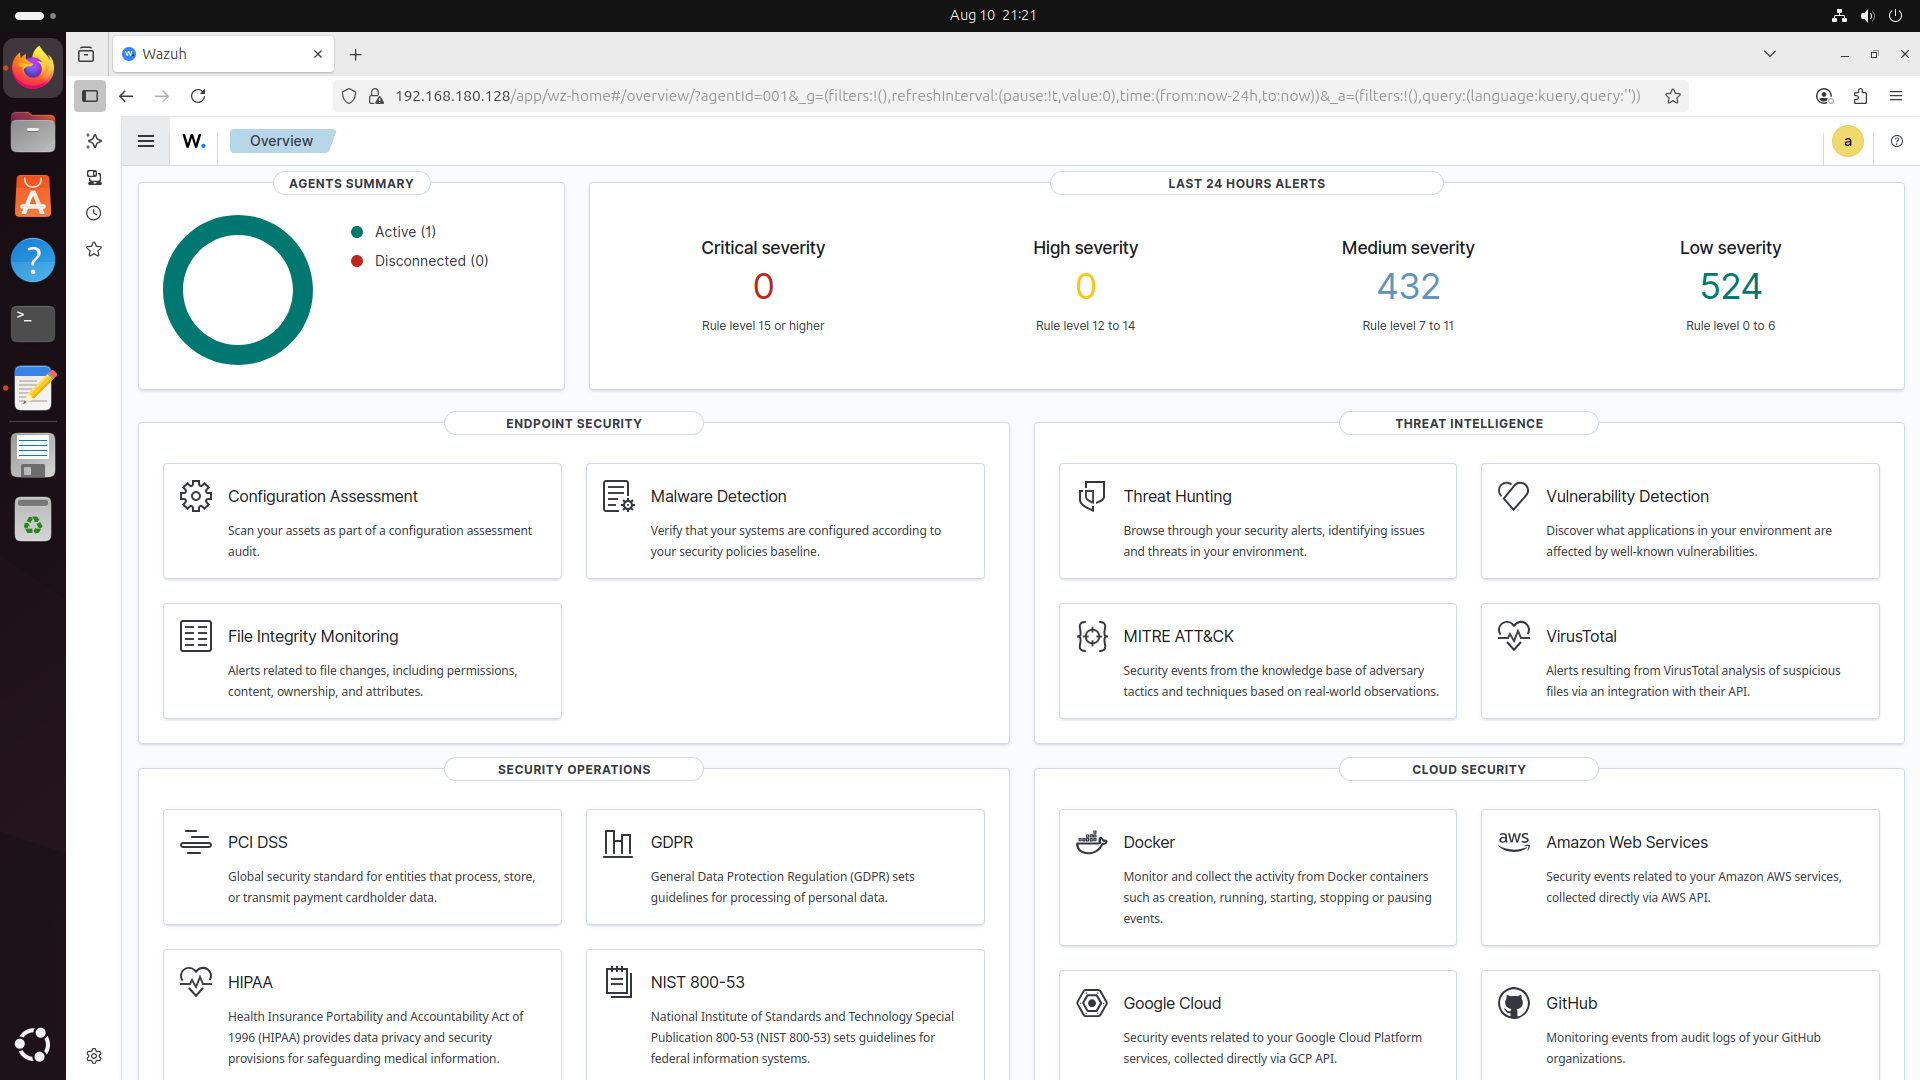 Aug 10 21:21
Wazuh
192.168.180.128/app/wz-home#/overview/?agentId=001&_g=(filters:!(),refreshInterval:(pause:!t,value:0),time:(from:now-24h,to:now))&_a=(filters:!(),query:(language:kuery,query:''))
W.
Overview
a
AGENTS SUMMARY
Active (1)
Disconnected (0)
LAST 24 HOURS ALERTS
Critical severity
0
Rule level 15 or higher
High severity
0
Rule level 12 to 14
Medium severity
432
Rule level 7 to 11
Low severity
524
Rule level 0 to 6
ENDPOINT SECURITY
Configuration Assessment
Scan your assets as part of a configuration assessment
audit.
Malware Detection
Verify that your systems are configured according to
your security policies baseline.
File Integrity Monitoring
Alerts related to file changes, including permissions,
content, ownership, and attributes.
THREAT INTELLIGENCE
Threat Hunting
Browse through your security alerts, identifying issues
and threats in your environment.
Vulnerability Detection
Discover what applications in your environment are
affected by well-known vulnerabilities.
MITRE ATT&CK
Security events from the knowledge base of adversary
tactics and techniques based on real-world observations.
VirusTotal
Alerts resulting from VirusTotal analysis of suspicious
files via an integration with their API.
SECURITY OPERATIONS
PCI DSS
Global security standard for entities that process, store,
or transmit payment cardholder data.
GDPR
General Data Protection Regulation (GDPR) sets
guidelines for processing of personal data.
HIPAA
Health Insurance Portability and Accountability Act of
1996 (HIPAA) provides data privacy and security
provisions for safeguarding medical information.
NIST 800-53
National Institute of Standards and Technology Special
Publication 800-53 (NIST 800-53) sets guidelines for
federal information systems.
CLOUD SECURITY
Docker
Monitor and collect the activity from Docker containers
such as creation, running, starting, stopping or pausing
events.
aws
Amazon Web Services
Security events related to your Amazon AWS services,
collected directly via AWS API.
Google Cloud
Security events related to your Google Cloud Platform
services, collected directly via GCP API.
GitHub
Monitoring events from audit logs of your GitHub
organizations.